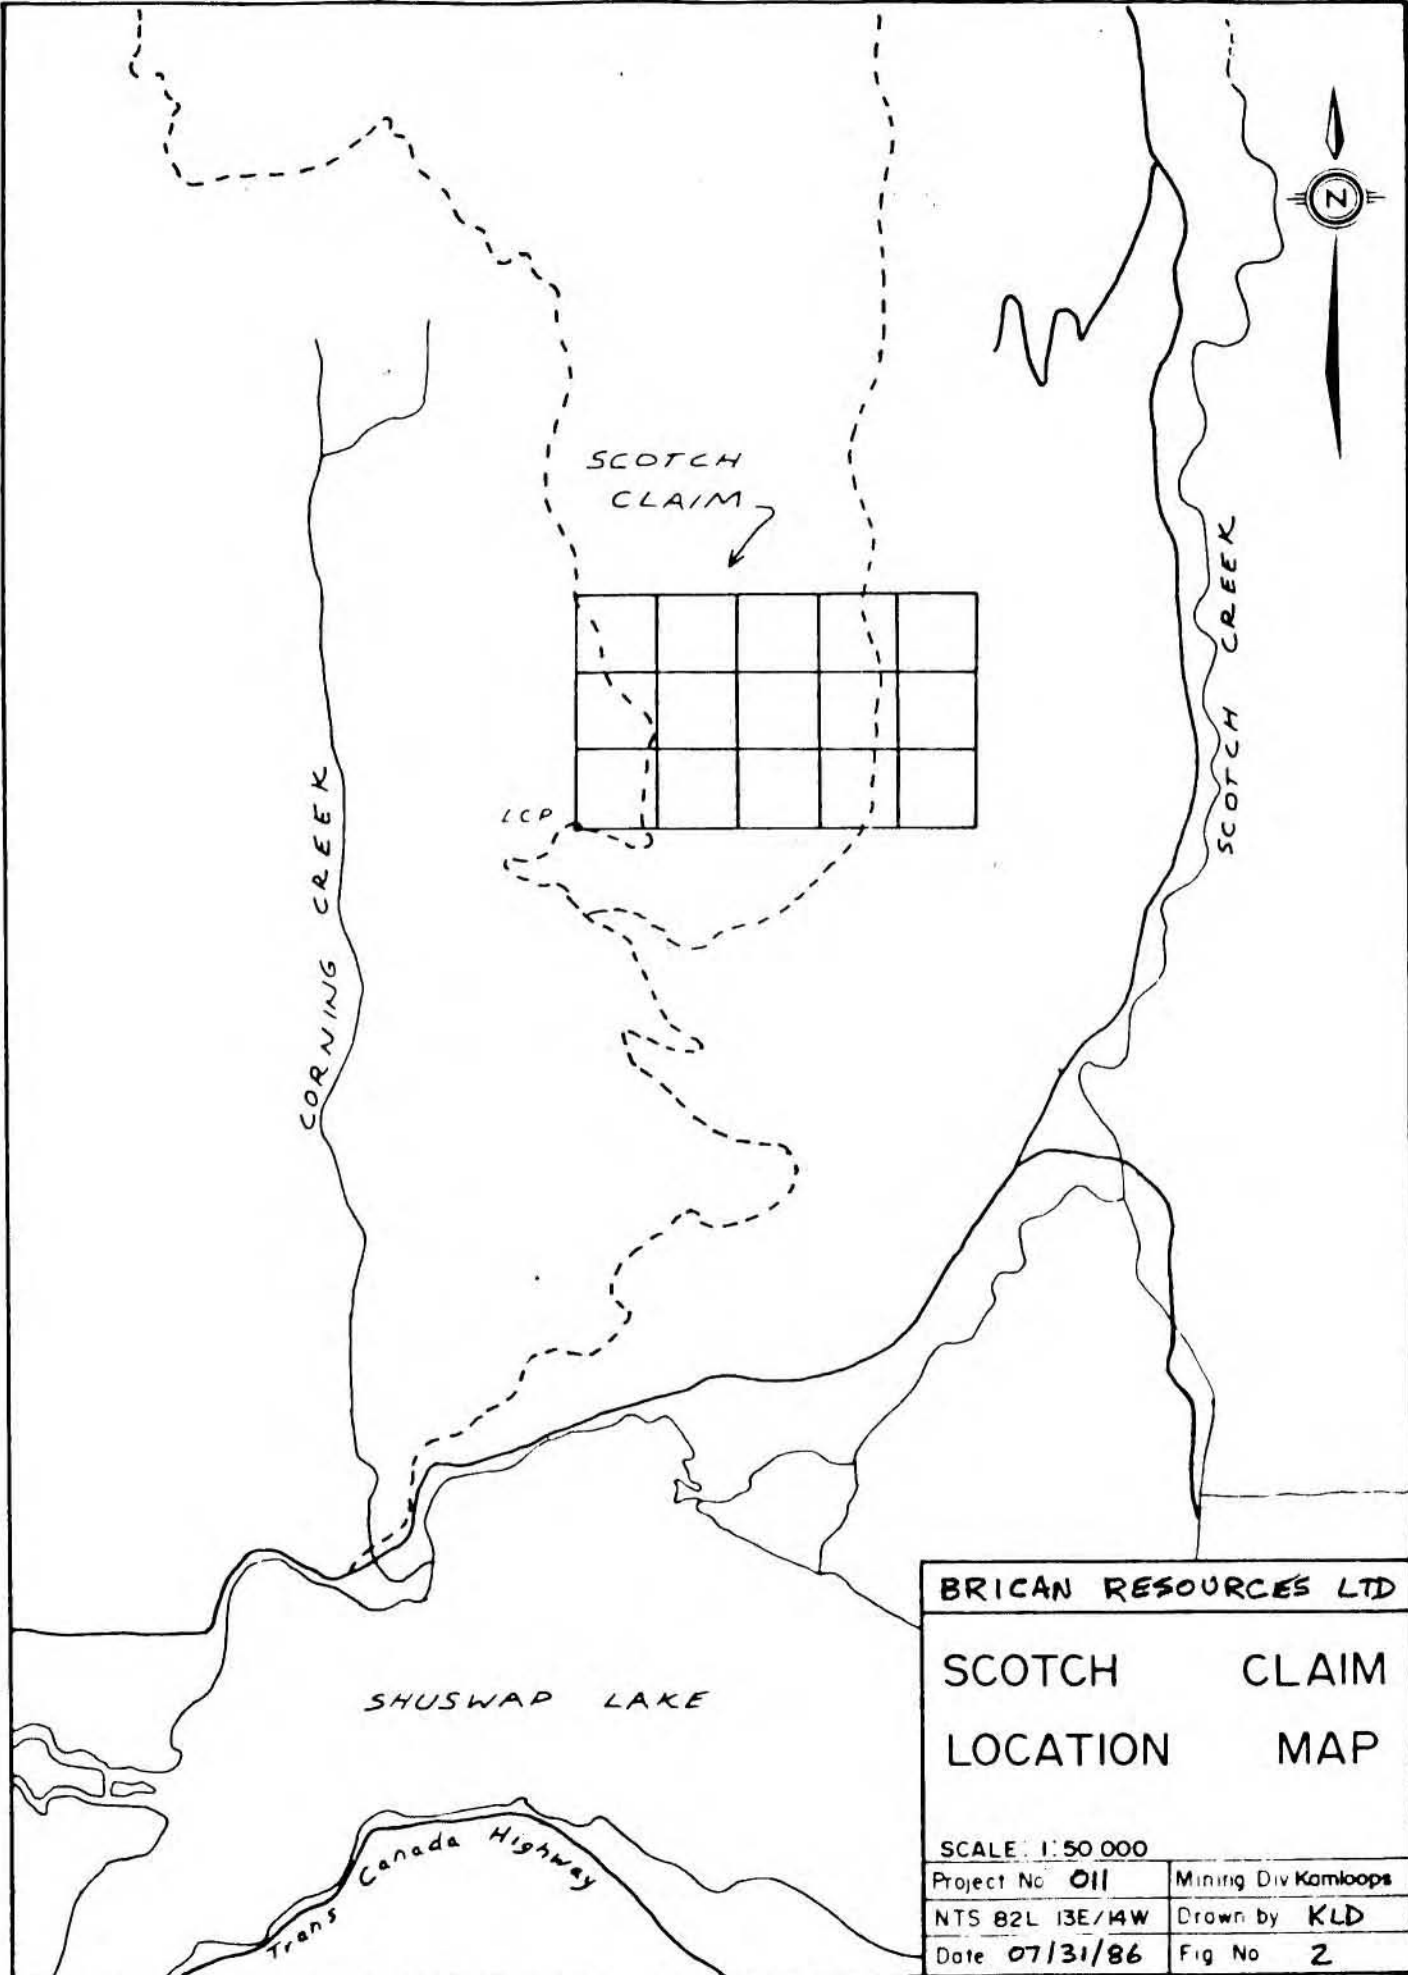 N
SCOTCH
CLAIM
SCOTCH CREEK
LCP
CORNING CREEK
SHUSWAP LAKE
Trans Canada Highway
BRICAN RESOURCES LTD
SCOTCH CLAIM
LOCATION MAP
SCALE: 1:50 000
Project No 011
Mining Div Kamloops
NTS 82L 13E/14W
Drawn by KLD
Date 07/31/86
Fig No 2